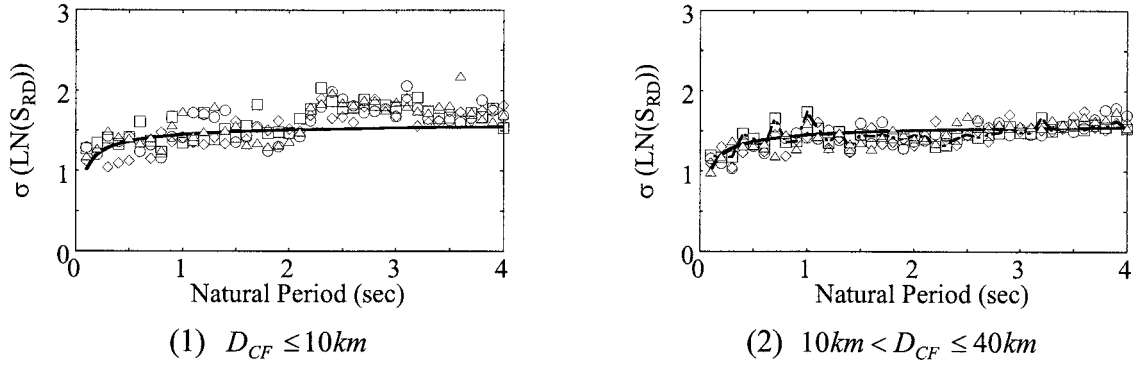 3
2
1
0
σ (LN(S_RD))
0 1 2 3 4
Natural Period (sec)
(1) D_CF ≤ 10km
3
2
1
0
σ (LN(S_RD))
0 1 2 3 4
Natural Period (sec)
(2) 10km < D_CF ≤ 40km